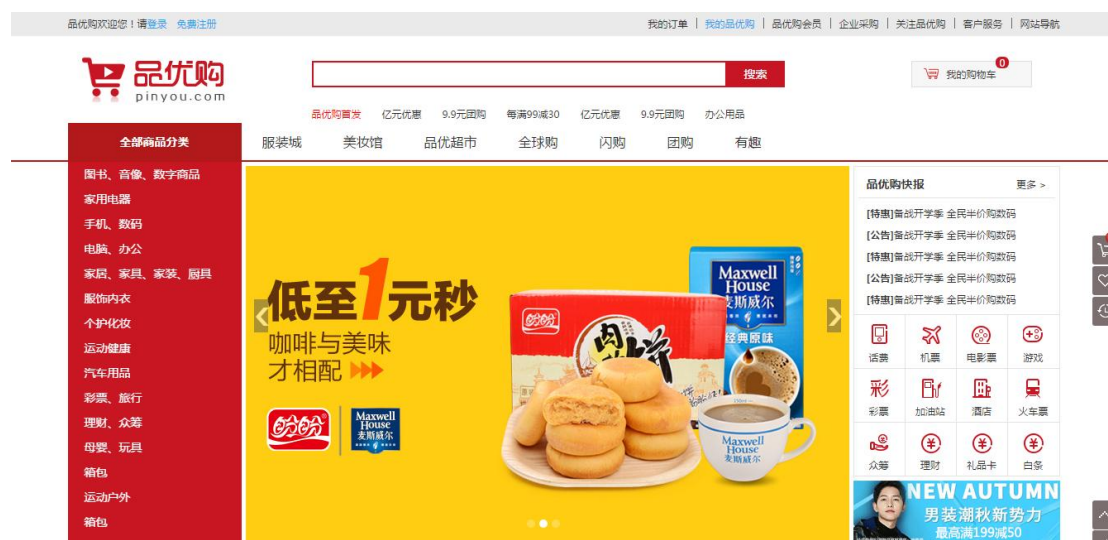 品优购欢迎您！请登录 免费注册
我的订单 | 我的品优购 | 品优购会员 | 企业采购 | 关注品优购 | 客户服务 | 网站导航
品优购
pinyou.com
搜索
我的购物车
0
品优购首发 亿元优惠 9.9元团购 每满99减30 亿元优惠 9.9元团购 办公用品
全部商品分类
服装城 美妆馆 品优超市 全球购 闪购 团购 有趣
图书、音像、数字商品
家用电器
手机、数码
电脑、办公
家居、家具、家装、厨具
服饰内衣
个护化妆
运动健康
汽车用品
彩票、旅行
理财、众筹
母婴、玩具
箱包
运动户外
箱包
低至1元秒
咖啡与美味
才相配
盼盼
Maxwell
House
麦斯威尔
盼盼
肉松饼
Maxwell
House
麦斯威尔
经典原味
Maxwell
House
麦斯威尔
品优购快报
更多 >
[特惠]备战开学季 全民半价购数码
[公告]备战开学季 全民半价购数码
[特惠]备战开学季 全民半价购数码
[公告]备战开学季 全民半价购数码
[特惠]备战开学季 全民半价购数码
话费 机票 电影票 游戏
彩票 加油站 酒店 火车票
众筹 理财 礼品卡 白条
NEW AUTUMN
男装潮秋新势力
最高满199减50